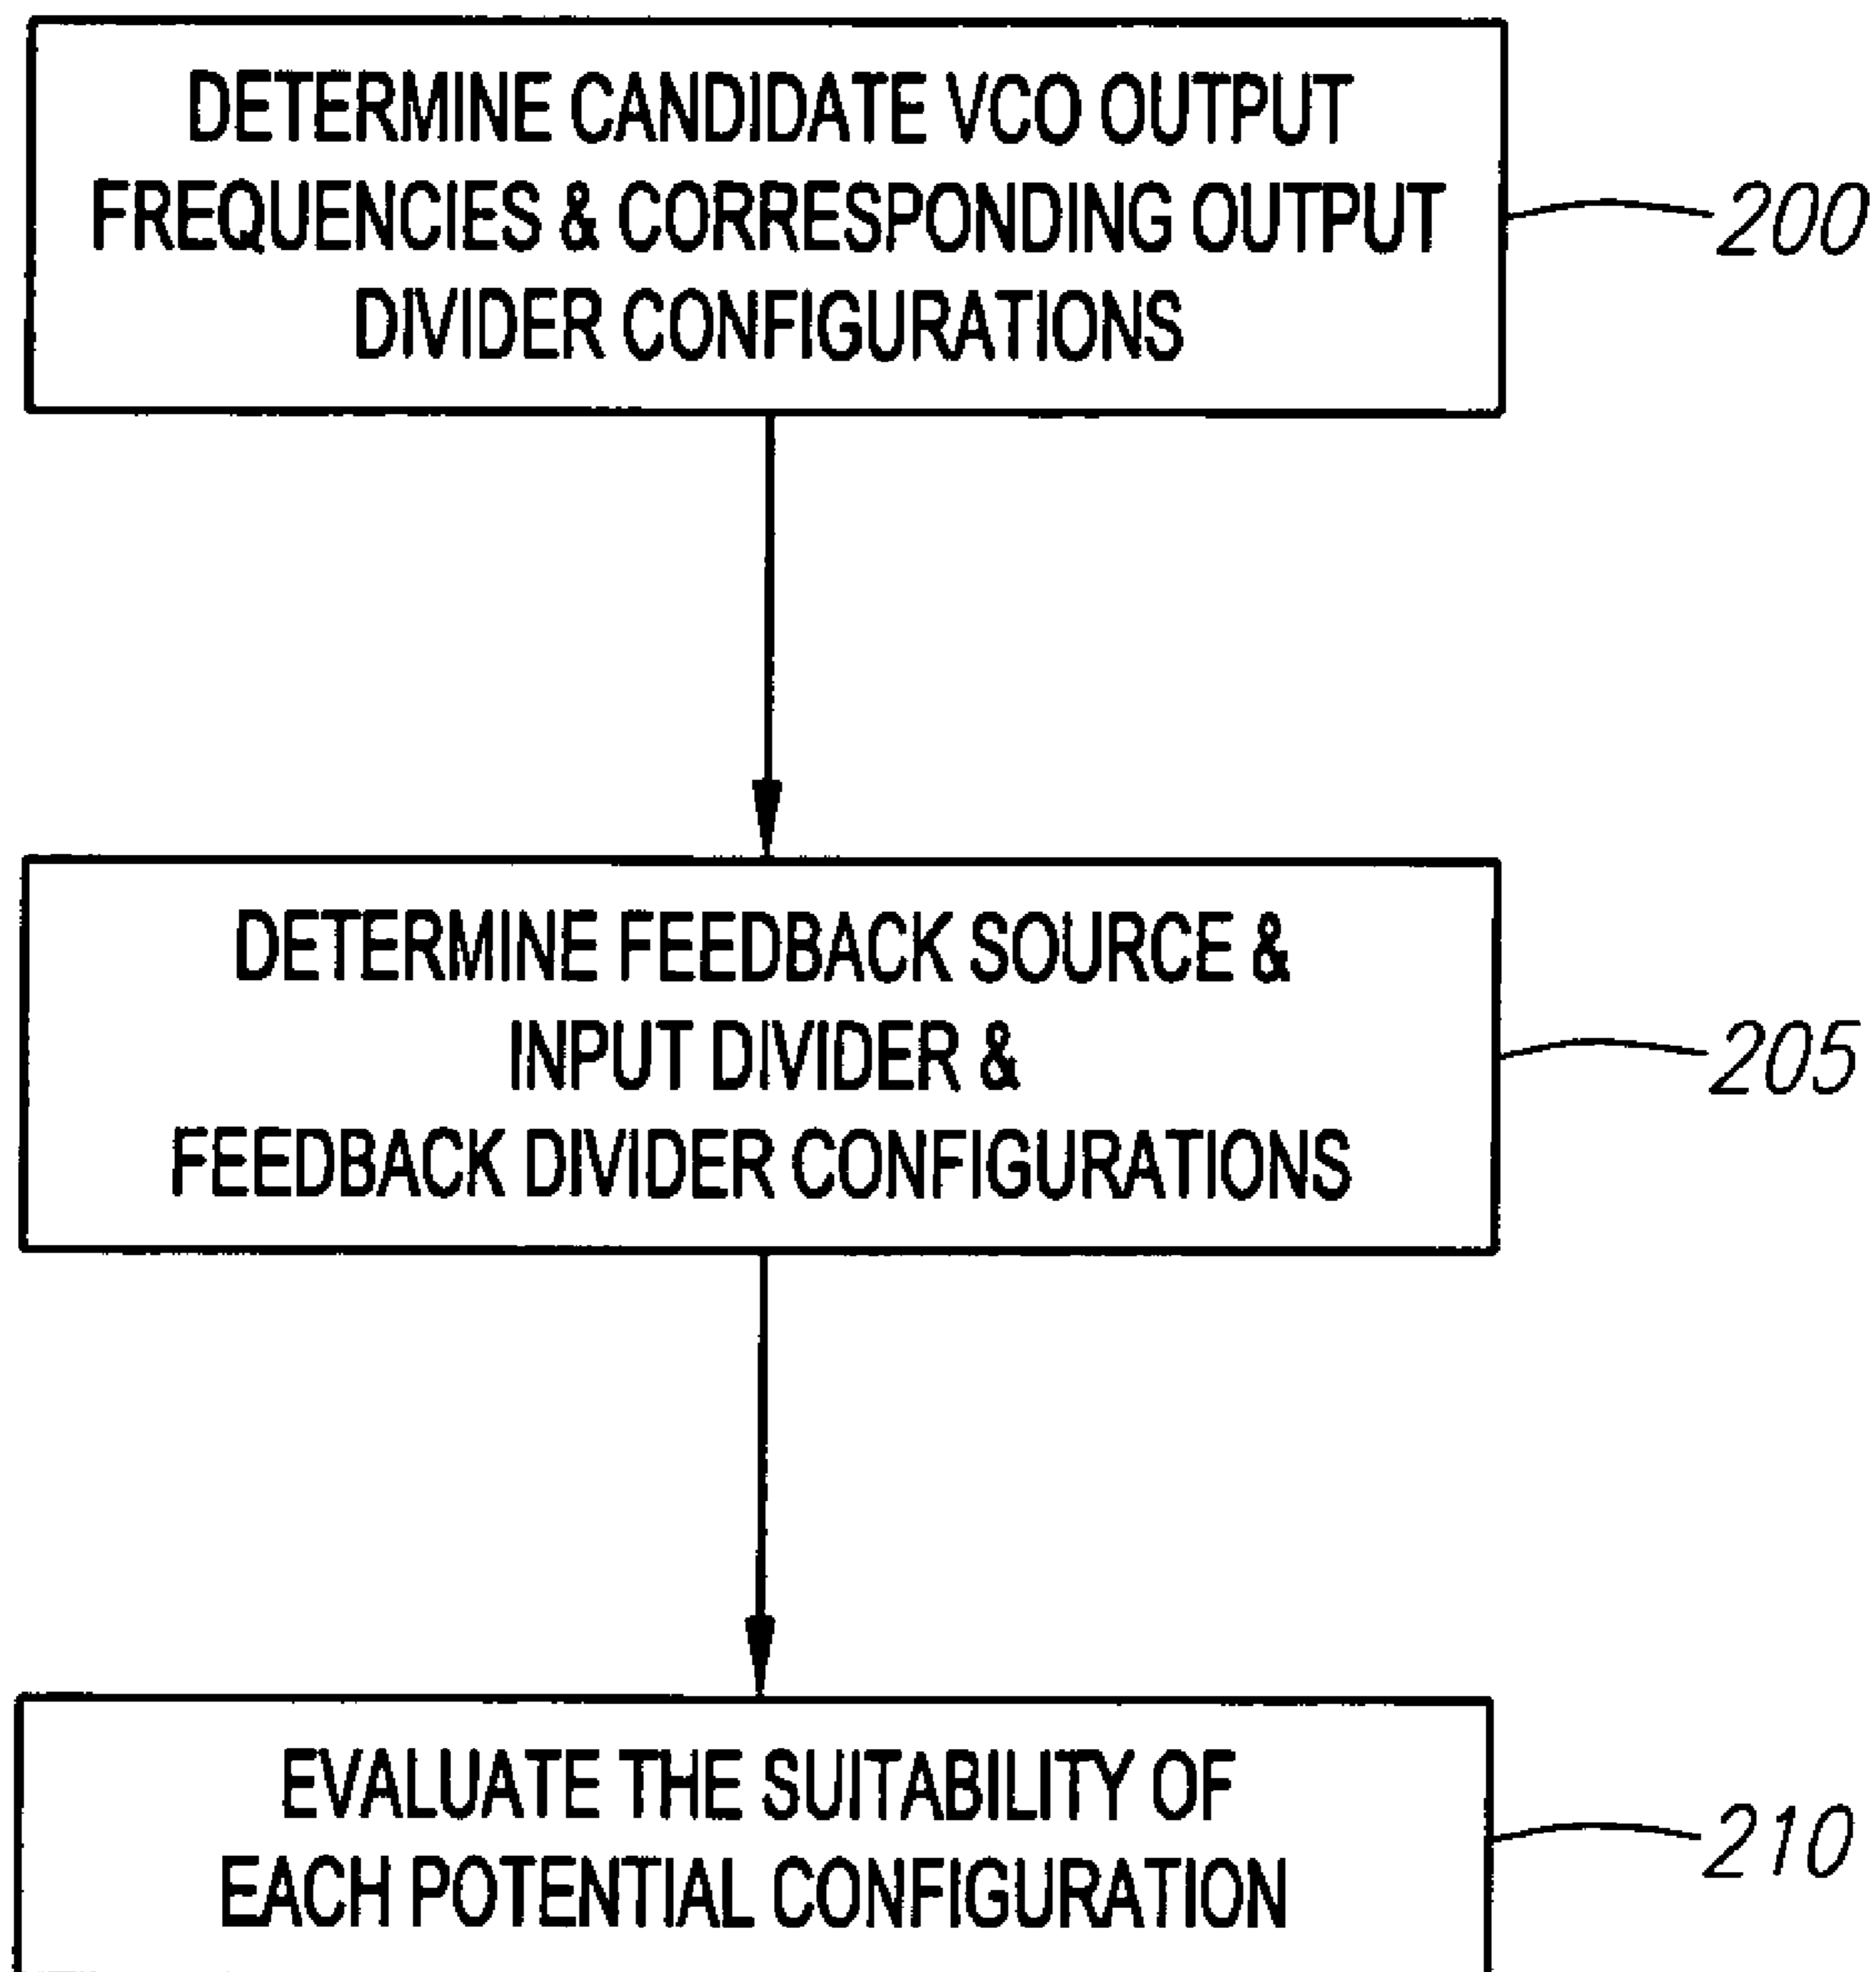 DETERMINE CANDIDATE VCO OUTPUT
FREQUENCIES & CORRESPONDING OUTPUT
DIVIDER CONFIGURATIONS
200
DETERMINE FEEDBACK SOURCE &
INPUT DIVIDER &
FEEDBACK DIVIDER CONFIGURATIONS
205
EVALUATE THE SUITABILITY OF
EACH POTENTIAL CONFIGURATION
210